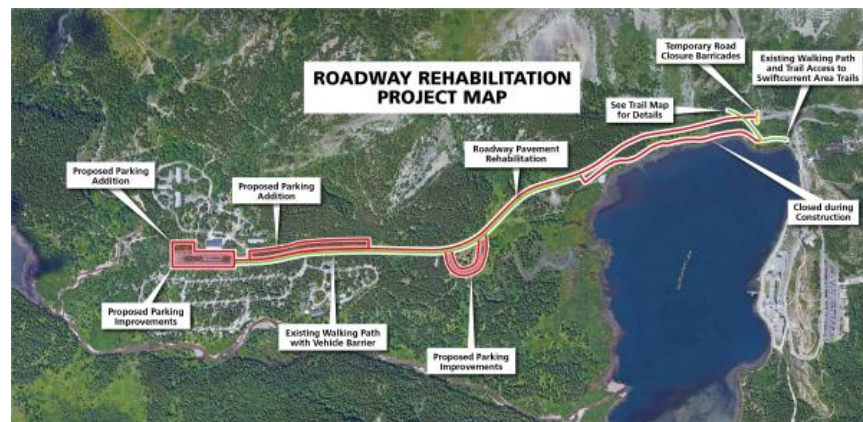 ROADWAY REHABILITATION
PROJECT MAP
Temporary Road
Closure Barricades
Existing Walking Path
and Trail Access to
Swiftcurrent Area Trails
See Trail Map
for Details
Roadway Pavement
Rehabilitation
Proposed Parking
Addition
Proposed Parking
Addition
Closed during
Construction
Proposed Parking
Improvements
Existing Walking Path
with Vehicle Barrier
Proposed Parking
Improvements